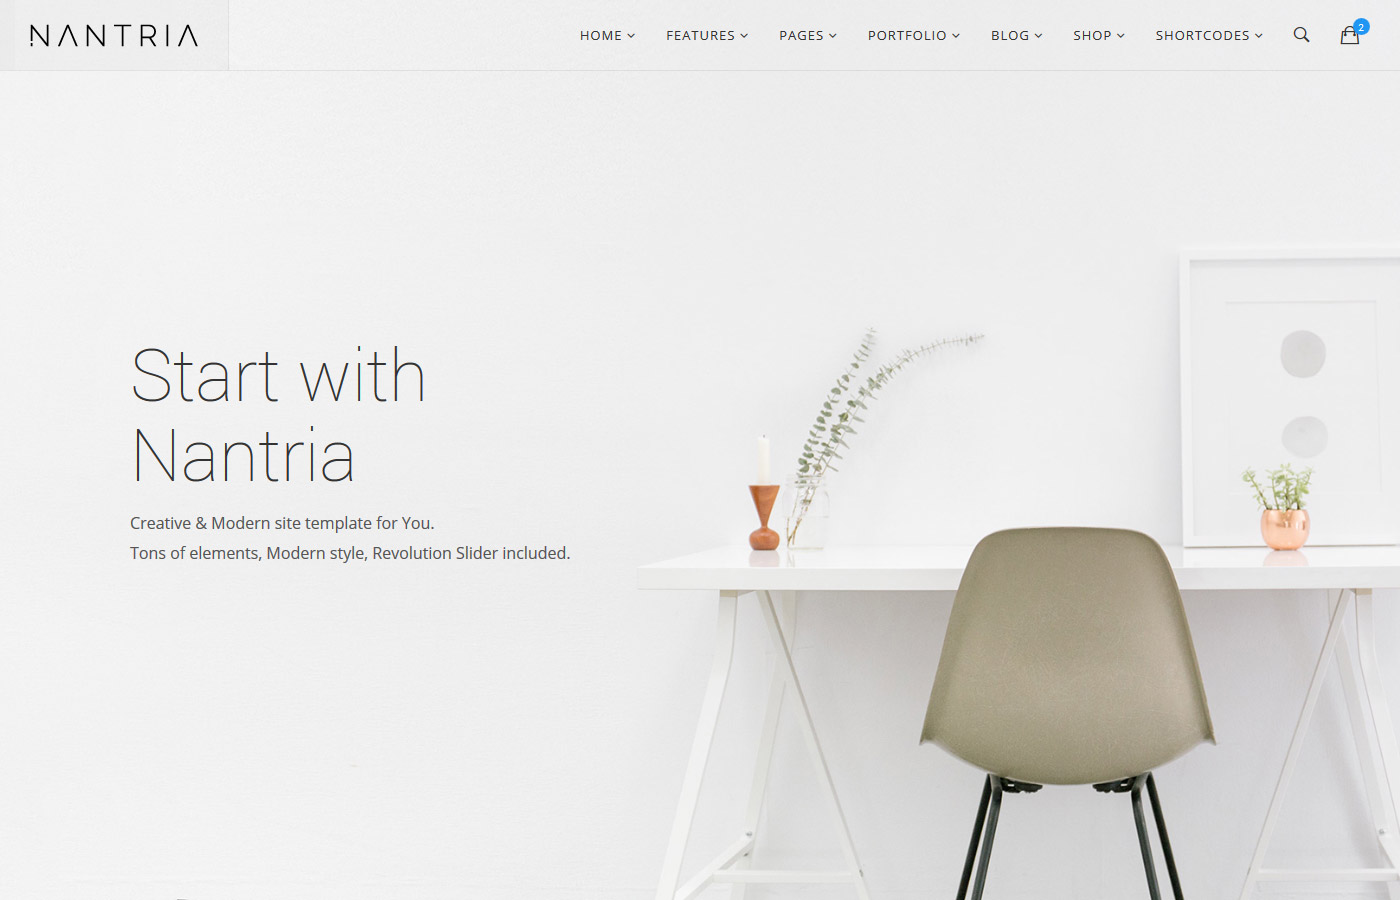 NANTRIA
HOME FEATURES PAGES PORTFOLIO BLOG SHOP SHORTCODES 2
Start with
Nantria
Creative & Modern site template for You.
Tons of elements, Modern style, Revolution Slider included.